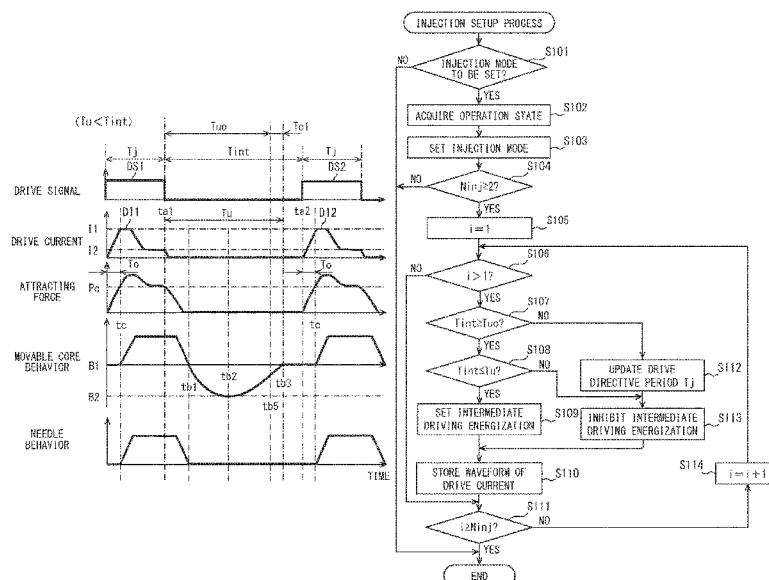 (Tu<Tint)
Tuo
Tc1
Tj
Tint
Tj
DS1
DS2
DRIVE SIGNAL
I1
DI1
ta1
Tu
ta2
DI2
DRIVE CURRENT
I2
To
To
ATTRACTING
FORCE
Pc
tc
tc
MOVABLE CORE
BEHAVIOR
B1
tb1
tb2
tb3
B2
tb5
NEEDLE
BEHAVIOR
TIME
INJECTION SETUP PROCESS
S101
NO
INJECTION MODE
TO BE SET?
YES
S102
ACQUIRE OPERATION STATE
S103
SET INJECTION MODE
S104
NO
Ninj≥2?
YES
S105
i=1
S106
NO
i>1?
YES
S107
Tint≥Tuo?
NO
YES
S108
Tint≤Tu?
NO
UPDATE DRIVE
DIRECTIVE PERIOD Tj
S112
YES
S109
SET INTERMEDIATE
DRIVING ENERGIZATION
INHIBIT INTERMEDIATE
DRIVING ENERGIZATION
S113
STORE WAVEFORM OF
DRIVE CURRENT
S110
S114
i=i+1
S111
i≥Ninj?
NO
YES
END